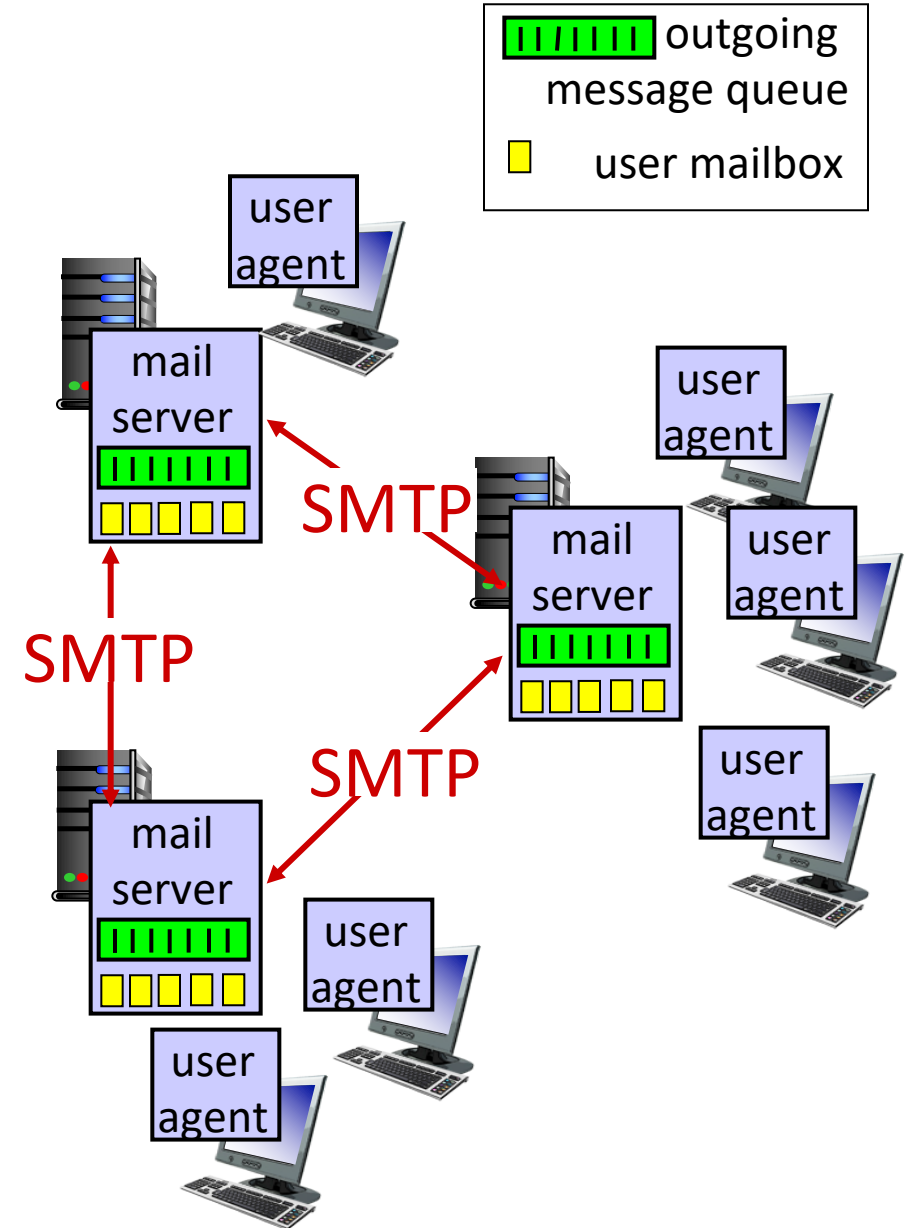 outgoing
message queue
user mailbox
user
agent
mail
server
SMTP
user
agent
mail
server
user
agent
SMTP
SMTP
user
agent
mail
server
user
agent
user
agent